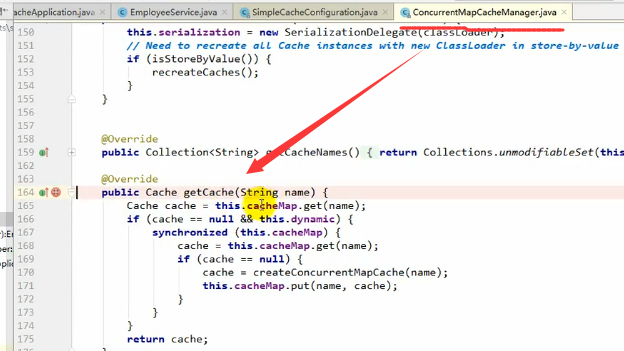 acheApplication.java × EmployeeService.java × SimpleCacheConfiguration.java × ConcurrentMapCacheManager.java ×
150 this.serialization = new SerializationDelegate(classLoader);
151 // Need to recreate all Cache instances with new ClassLoader in store-by-value
152 if (isStoreByValue()) {
153 recreateCaches();
154 }
155 }
156
157
158 @Override
159 public Collection<String> getCacheNames() { return Collections.unmodifiableSet(this
162
163 @Override
164 public Cache getCache(String name) {
165 Cache cache = this.cacheMap.get(name);
166 if (cache == null && this.dynamic) {
167 synchronized (this.cacheMap) {
168 cache = this.cacheMap.get(name);
169 if (cache == null) {
170 cache = createConcurrentMapCache(name);
171 this.cacheMap.put(name, cache);
172 }
173 }
174 }
175 return cache;